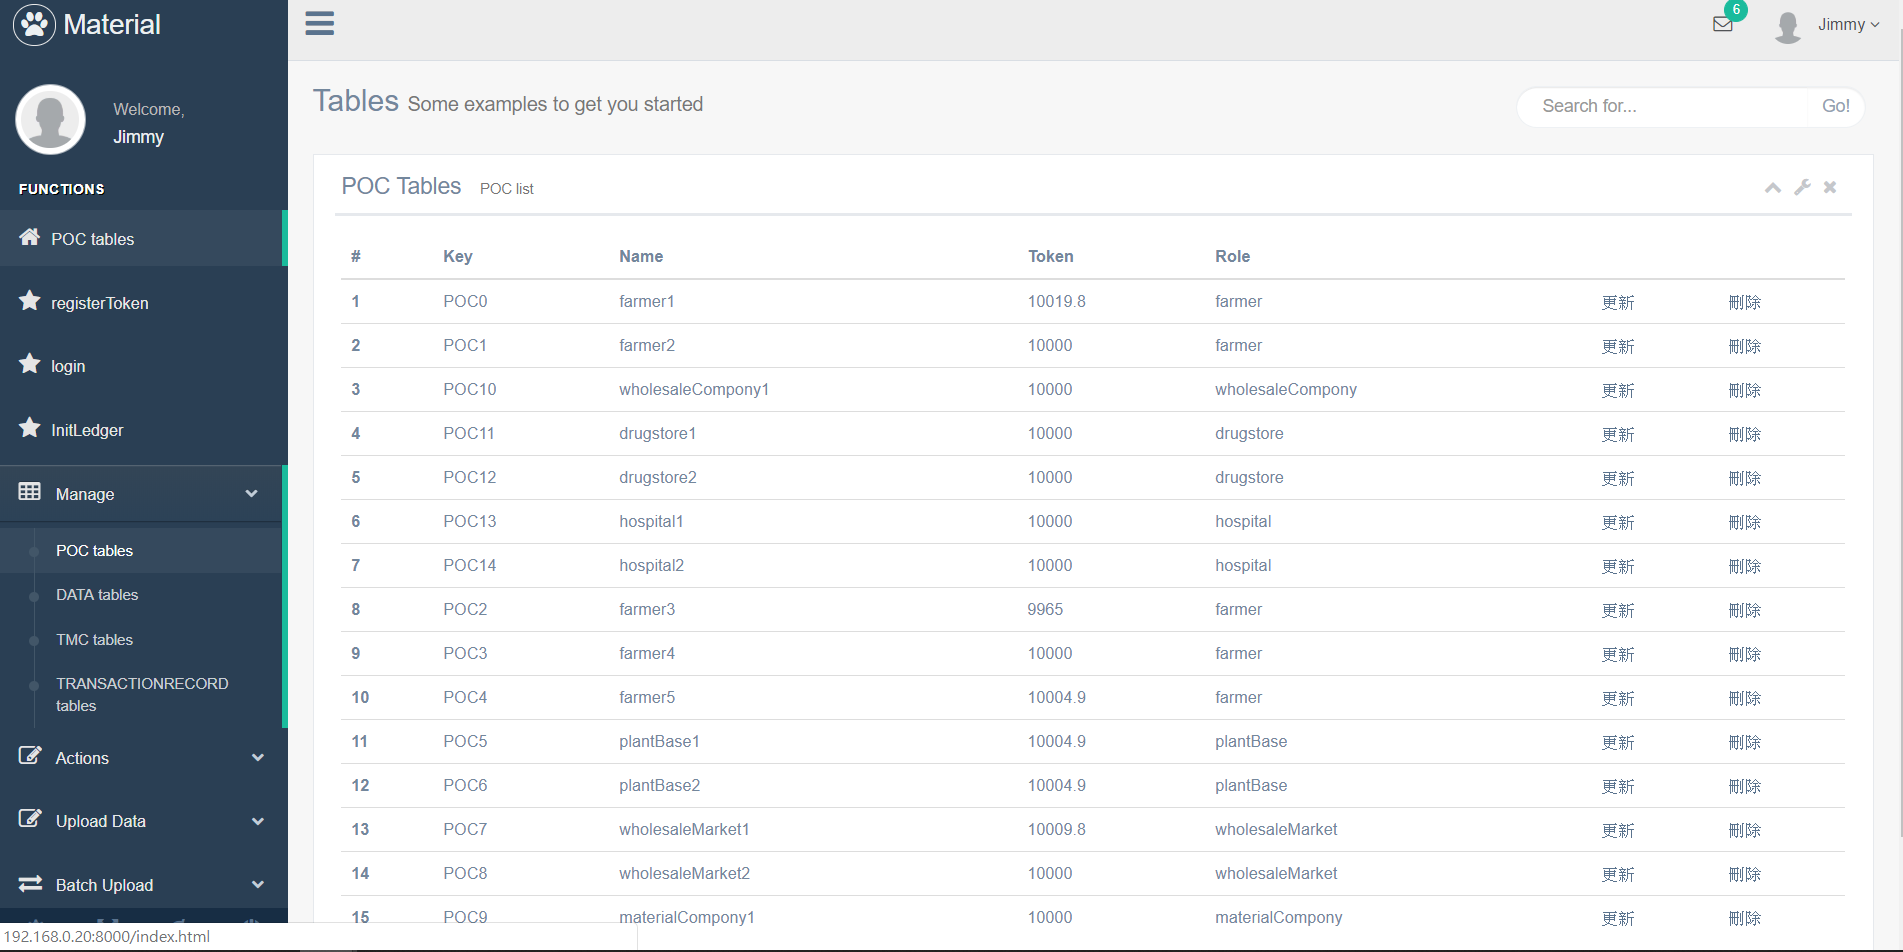 Material
6
Jimmy
Welcome,
Jimmy
FUNCTIONS
POC tables
registerToken
login
InitLedger
Manage
POC tables
DATA tables
TMC tables
TRANSACTIONRECORD
tables
Actions
Upload Data
Batch Upload
192.168.0.20:8000/index.html
Tables Some examples to get you started
Search for... Go!
POC Tables POC list
# Key Name Token Role
1 POC0 farmer1 10019.8 farmer 更新 刪除
2 POC1 farmer2 10000 farmer 更新 刪除
3 POC10 wholesaleCompony1 10000 wholesaleCompony 更新 刪除
4 POC11 drugstore1 10000 drugstore 更新 刪除
5 POC12 drugstore2 10000 drugstore 更新 刪除
6 POC13 hospital1 10000 hospital 更新 刪除
7 POC14 hospital2 10000 hospital 更新 刪除
8 POC2 farmer3 9965 farmer 更新 刪除
9 POC3 farmer4 10000 farmer 更新 刪除
10 POC4 farmer5 10004.9 farmer 更新 刪除
11 POC5 plantBase1 10004.9 plantBase 更新 刪除
12 POC6 plantBase2 10004.9 plantBase 更新 刪除
13 POC7 wholesaleMarket1 10009.8 wholesaleMarket 更新 刪除
14 POC8 wholesaleMarket2 10000 wholesaleMarket 更新 刪除
15 POC9 materialCompony1 10000 materialCompony 更新 刪除